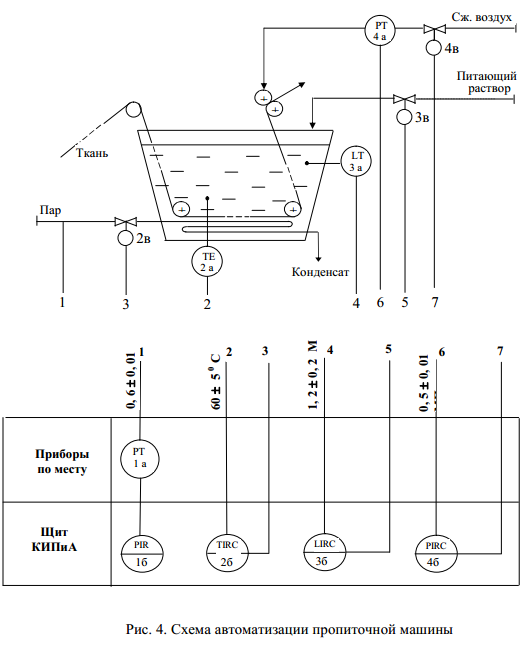 Сж. воздух
PT
4 а
4в
Питающий
раствор
3в
Ткань
LT
3 а
Пар
2в
TE
2 а
Конденсат
1
3
2
4
6
5
7
0, 6 ± 0, 01
1
60 ± 5 ⁰ С
2
3
1, 2 ± 0, 2 М
4
5
0, 5 ± 0, 01
6
7
Приборы
по месту
PT
1 а
Щит
КИПиА
PIR
1б
TIRC
2б
LIRC
3б
PIRC
4б
Рис. 4. Схема автоматизации пропиточной машины